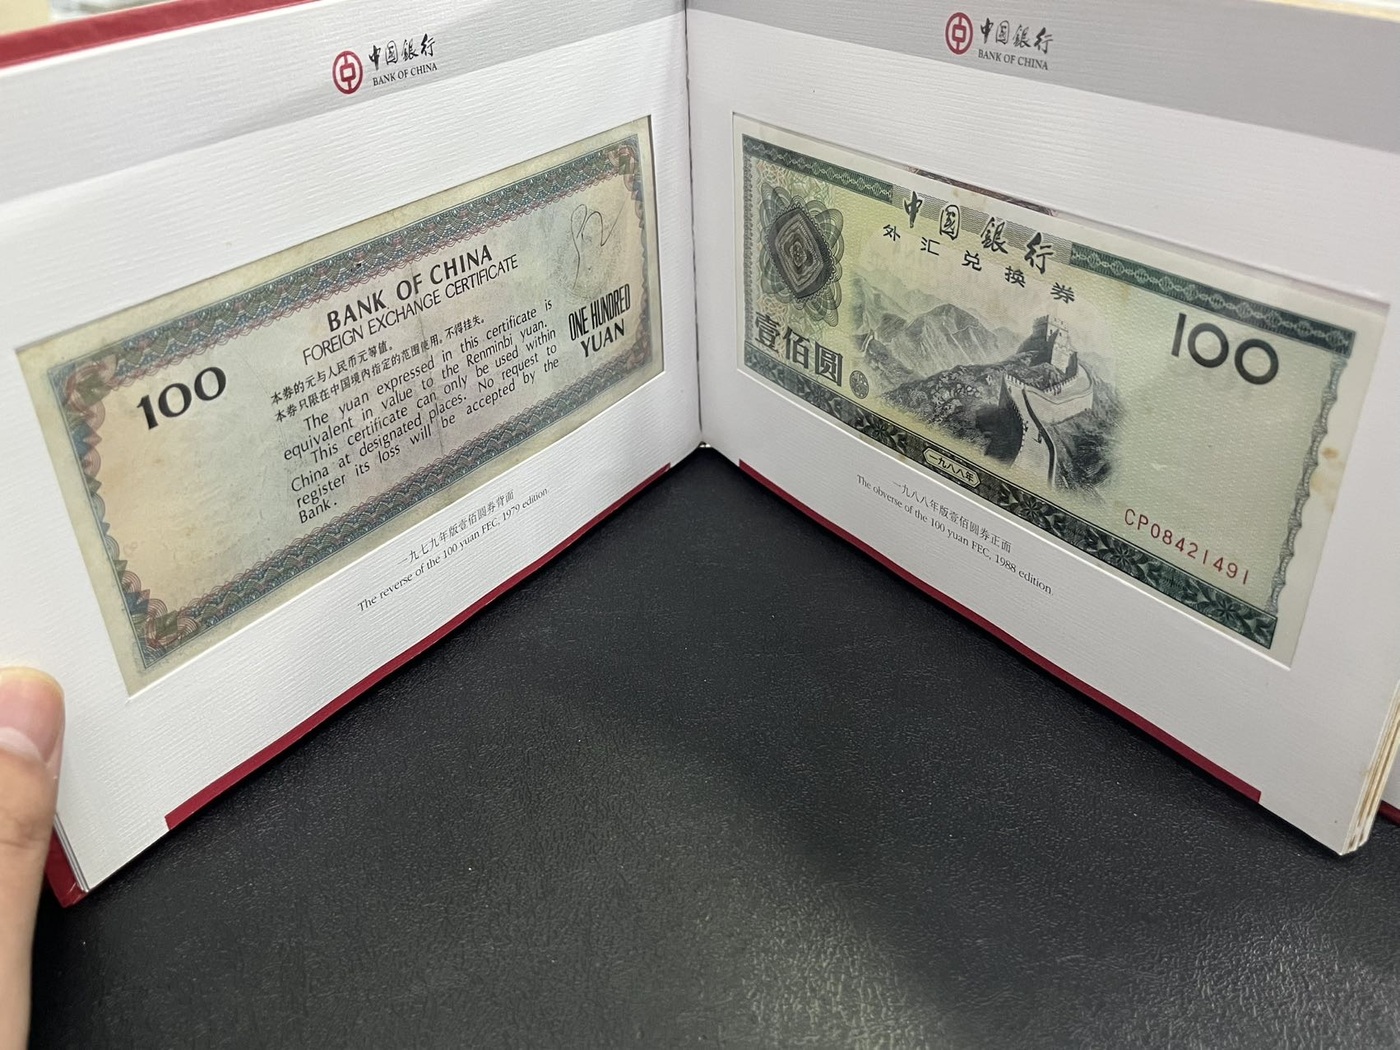 中国銀行
BANK OF CHINA
BANK OF CHINA
FOREIGN EXCHANGE CERTIFICATE
本券的元与人民币元等值。
本券只限在中国境内指定的范围使用,不得挂失。
The yuan expressed in this certificate is
equivalent in value to the Renminbi yuan.
This certificate can only be used within
China at designated places. No request to
register its loss will be accepted by the
Bank.
100
ONE HUNDRED
YUAN
一九七九年版壹佰圆券背面
The reverse of the 100 yuan FEC, 1979 edition
中国銀行
BANK OF CHINA
中国銀行
外汇兑换券
100
壹佰圆
一九八八年
CP08421491
一九八八年版壹佰圆券正面
The obverse of the 100 yuan FEC, 1988 edition